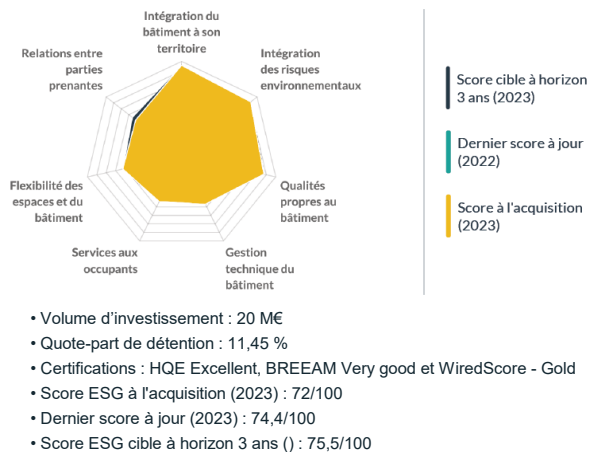 Intégration du
bâtiment à son
territoire
Relations entre
parties
prenantes
Intégration
des risques
environnementaux
Flexibilité des
espaces et du
bâtiment
Qualités
propres au
bâtiment
Services aux
occupants
Gestion
technique du
bâtiment
Score cible à horizon
3 ans (2023)
Dernier score à jour
(2022)
Score à l'acquisition
(2023)
• Volume d’investissement : 20 M€
• Quote-part de détention : 11,45 %
• Certifications : HQE Excellent, BREEAM Very good et WiredScore - Gold
• Score ESG à l'acquisition (2023) : 72/100
• Dernier score à jour (2023) : 74,4/100
• Score ESG cible à horizon 3 ans () : 75,5/100